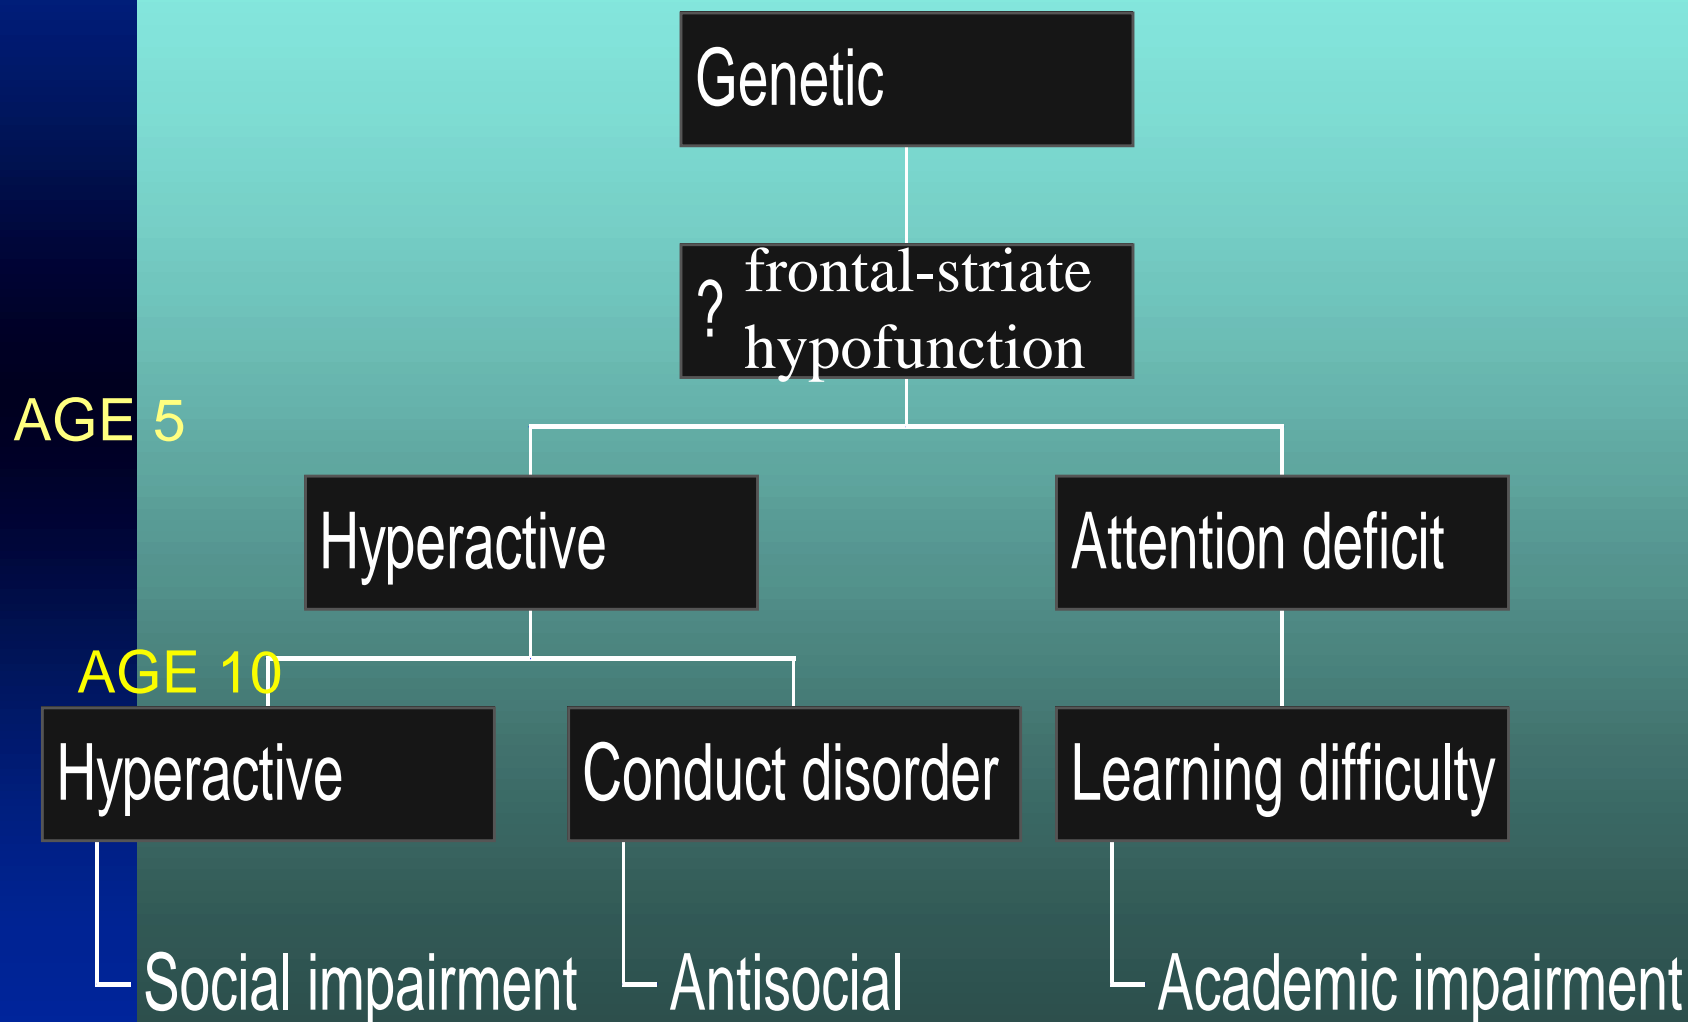 Genetic
? frontal-striate
hypofunction
AGE 5
Hyperactive
Attention deficit
AGE 10
Hyperactive
Conduct disorder
Learning difficulty
Social impairment
Antisocial
Academic impairment